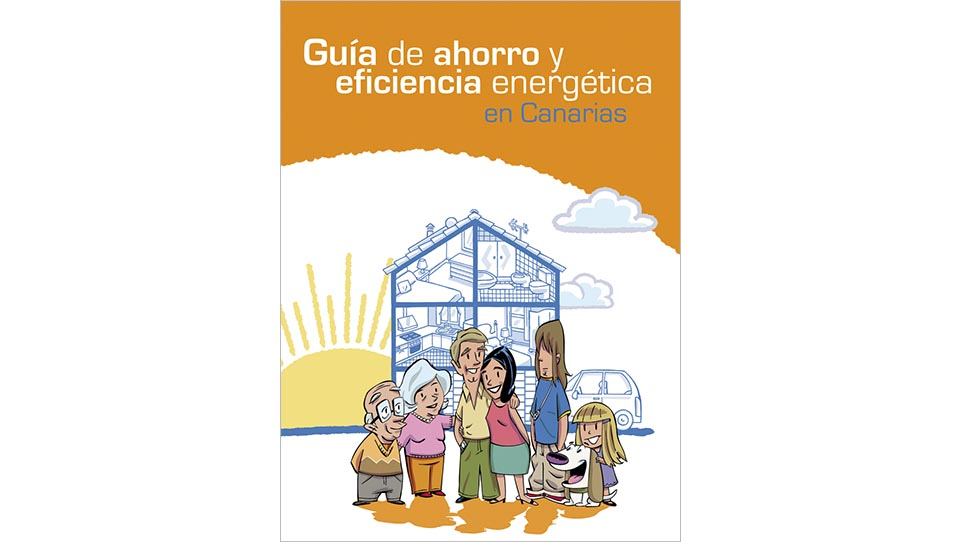 Guía de ahorro y
eficiencia energética
en Canarias